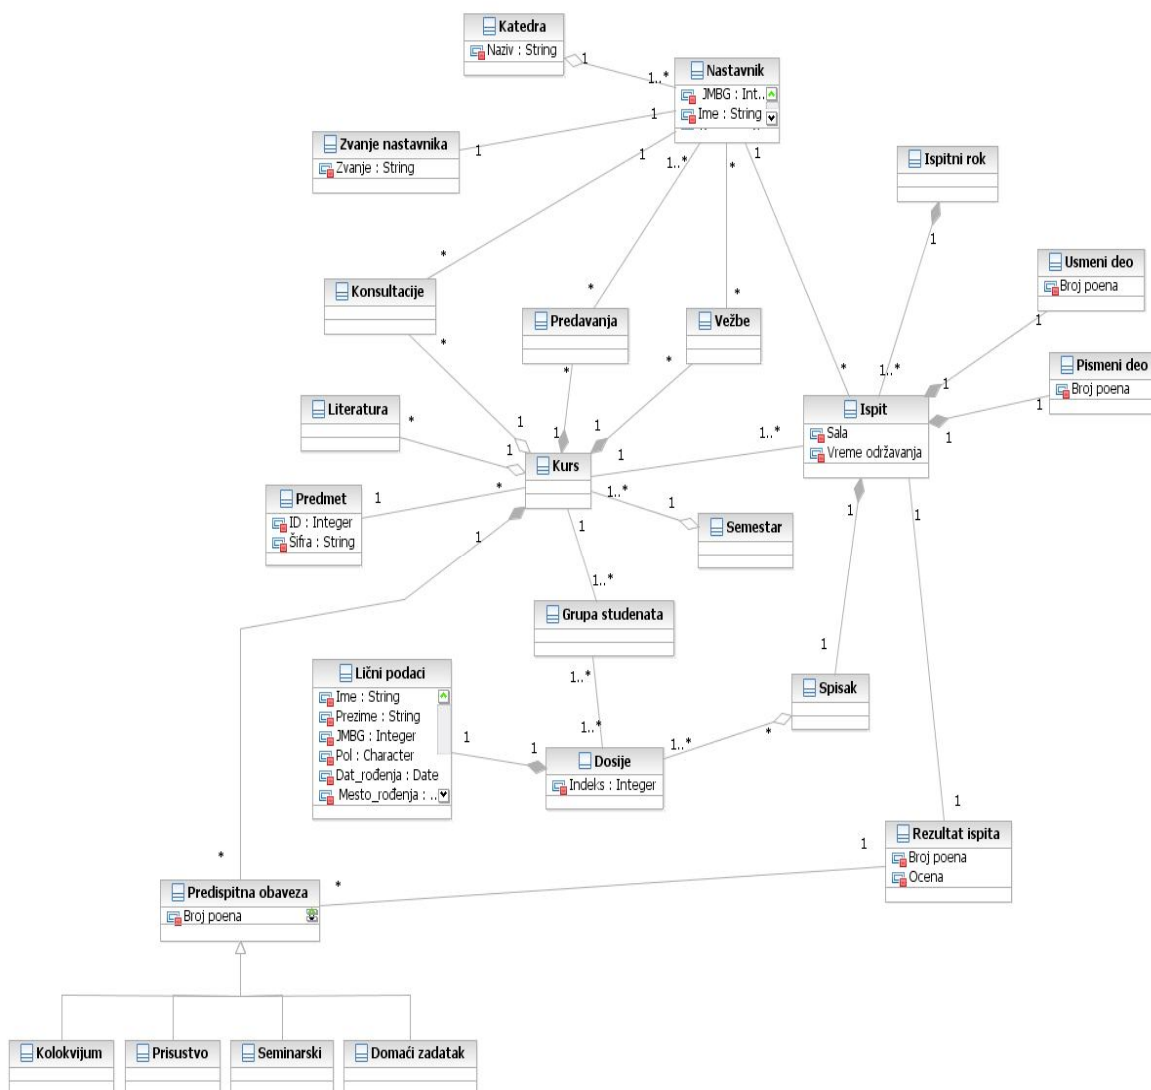 Katedra
Naziv : String
1
1..*
Nastavnik
JMBG : Int..
Ime : String
Zvanje nastavnika
Zvanje : String
1
1
1
1..*
*
1
Ispitni rok
1
Usmeni deo
Broj poena
1
Konsultacije
*
*
Predavanja
*
*
Vežbe
*
*
Pismeni deo
Broj poena
1
*
1..*
1
1
Ispit
Sala
Vreme održavanja
Literatura
*
1
1
1
1
1
1..*
Kurs
Predmet
ID : Integer
Šifra : String
1
*
1..*
1
Semestar
1
1
1
1
1..*
Grupa studenata
1..*
1..*
Lični podaci
Ime : String
Prezime : String
JMBG : Integer
Pol : Character
Dat_rođenja : Date
Mesto_rođenja : ..
1
1
Dosije
Indeks : Integer
1..*
*
1
Spisak
1
Rezultat ispita
Broj poena
Ocena
1
*
*
Predispitna obaveza
Broj poena
Kolokvijum
Prisustvo
Seminarski
Domaći zadatak